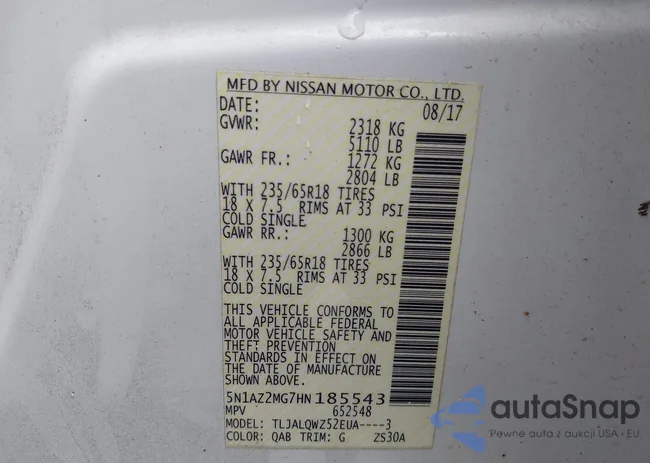 MFD BY NISSAN MOTOR CO., LTD.
DATE: 08/17
GVWR: 2318 KG
5110 LB
GAWR FR.: 1272 KG
2804 LB
WITH 235/65R18 TIRES
18 X 7.5 RIMS AT 33 PSI
COLD SINGLE
GAWR RR.: 1300 KG
2866 LB
WITH 235/65R18 TIRES
18 X 7.5 RIMS AT 33 PSI
COLD SINGLE
THIS VEHICLE CONFORMS TO
ALL APPLICABLE FEDERAL
MOTOR VEHICLE SAFETY AND
THEFT PREVENTION
STANDARDS IN EFFECT ON
THE DATE OF MANUFACTURE
SHOWN ABOVE.
5N1AZ2MG7HN185543
MPV 652548
MODEL: TLJALQWZ52EUA----3
COLOR: QAB TRIM: G ZS30A
autoSnap
Pewne auta z aukcji USA i EU